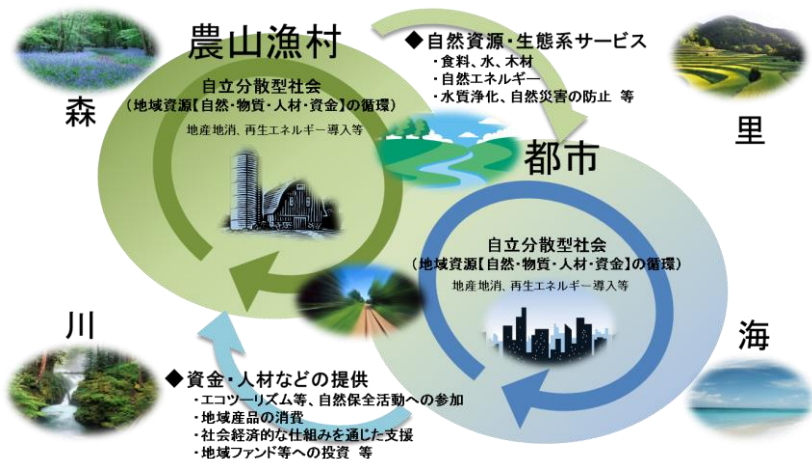 農山漁村
◆自然資源・生態系サービス
・食料、水、木材
・自然エネルギー
・水質浄化、自然災害の防止 等
森
自立分散型社会
(地域資源【自然・物質・人材・資金】の循環)
地産地消、再生エネルギー導入等
里
都市
自立分散型社会
(地域資源【自然・物質・人材・資金】の循環)
地産地消、再生エネルギー導入等
川
海
◆資金・人材などの提供
・エコツーリズム等、自然保全活動への参加
・地域産品の消費
・社会経済的な仕組みを通じた支援
・地域ファンド等への投資 等